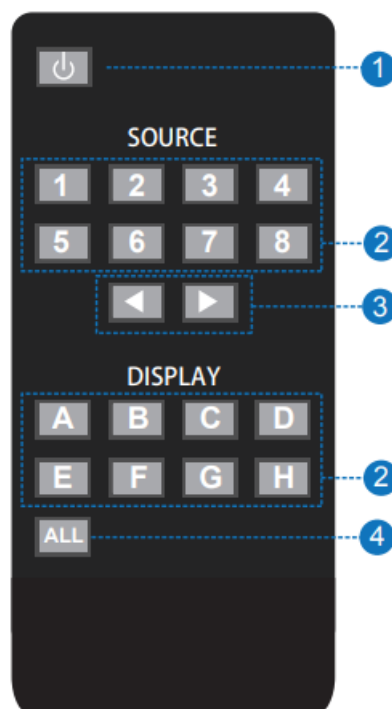 1
SOURCE
1 2 3 4
5 6 7 8 2
3
DISPLAY
A B C D
E F G H 2
ALL 4